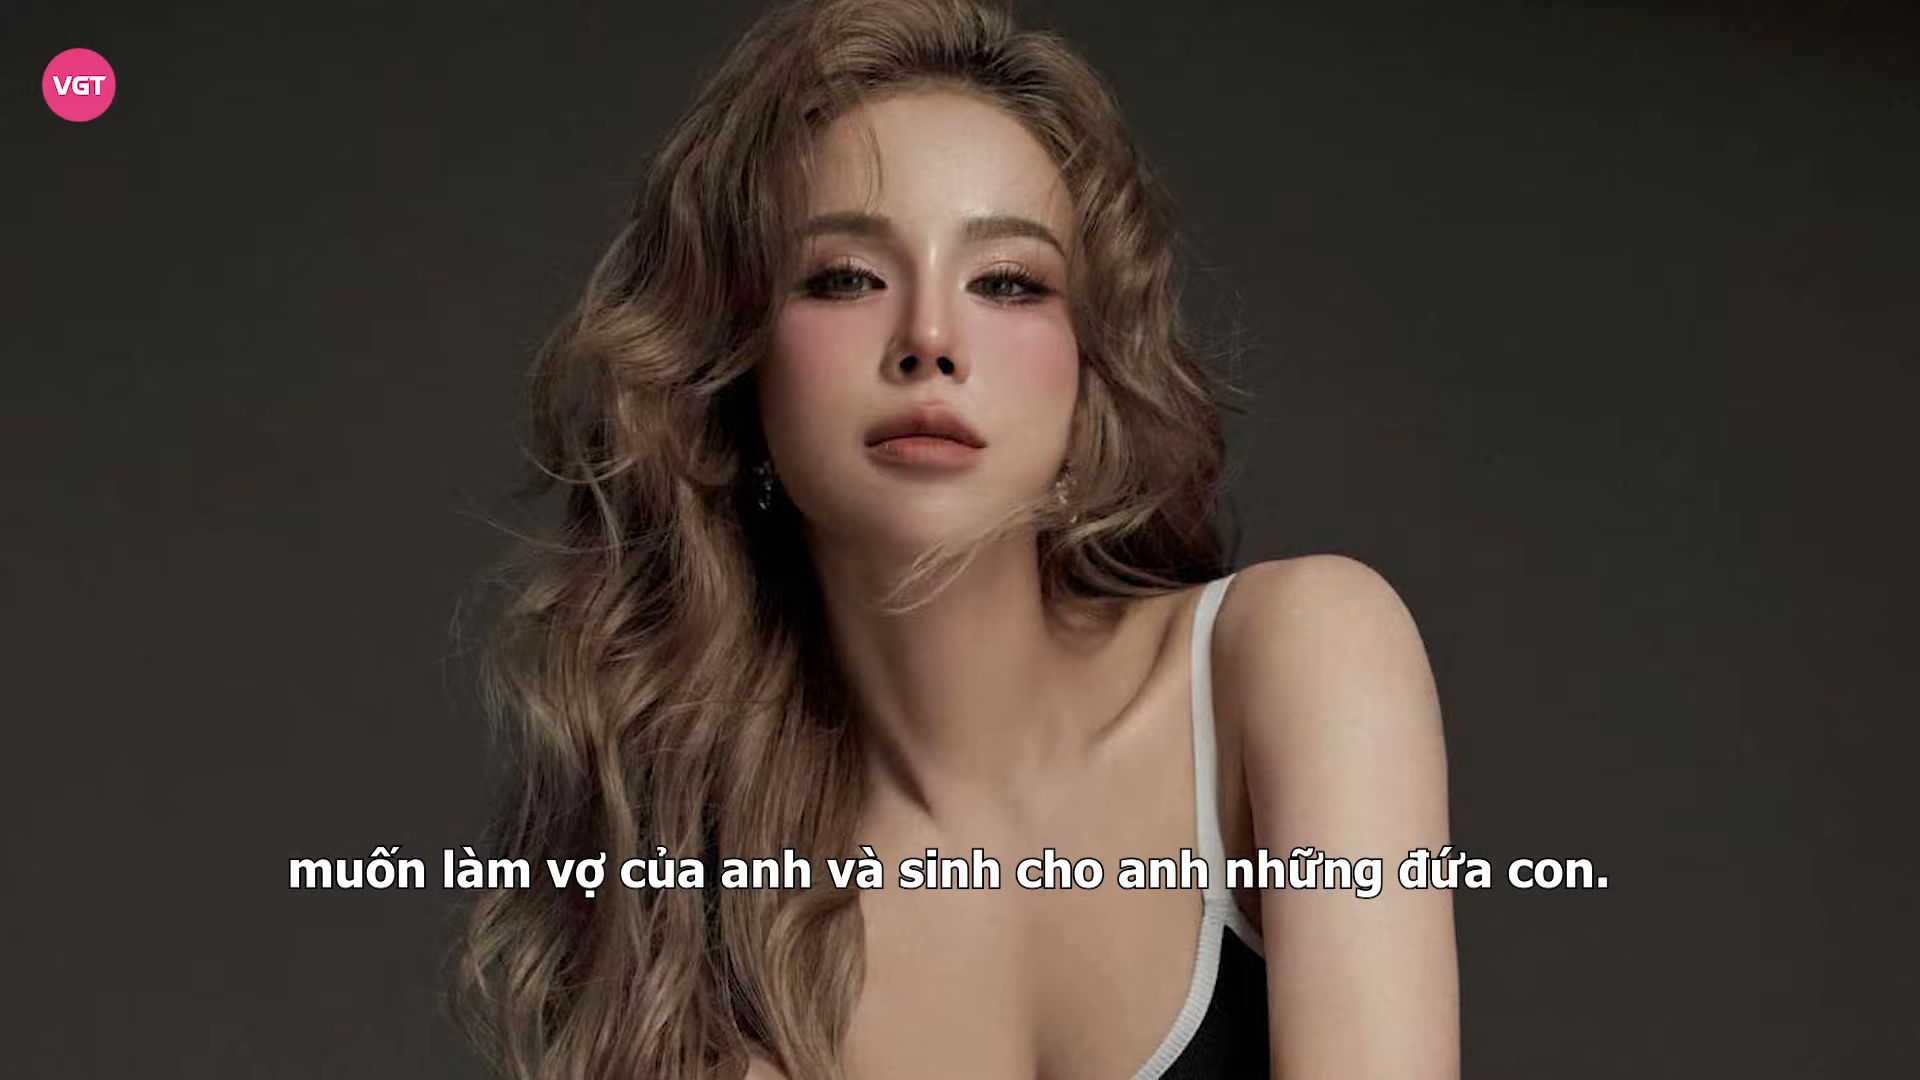 VGT
muốn làm vợ của anh và sinh cho anh những đứa con.